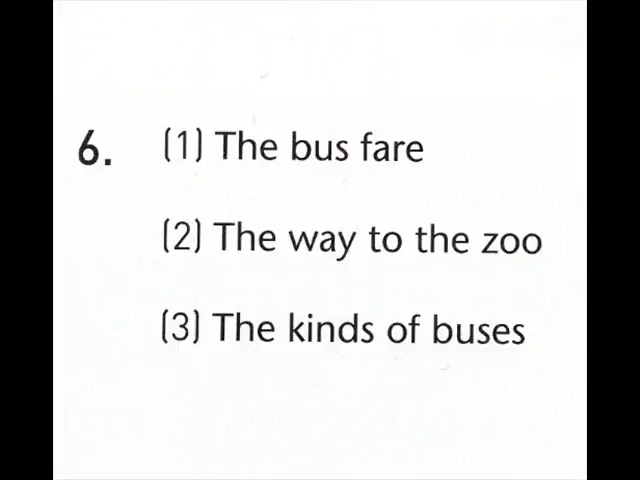 6. (1) The bus fare
(2) The way to the zoo
(3) The kinds of buses